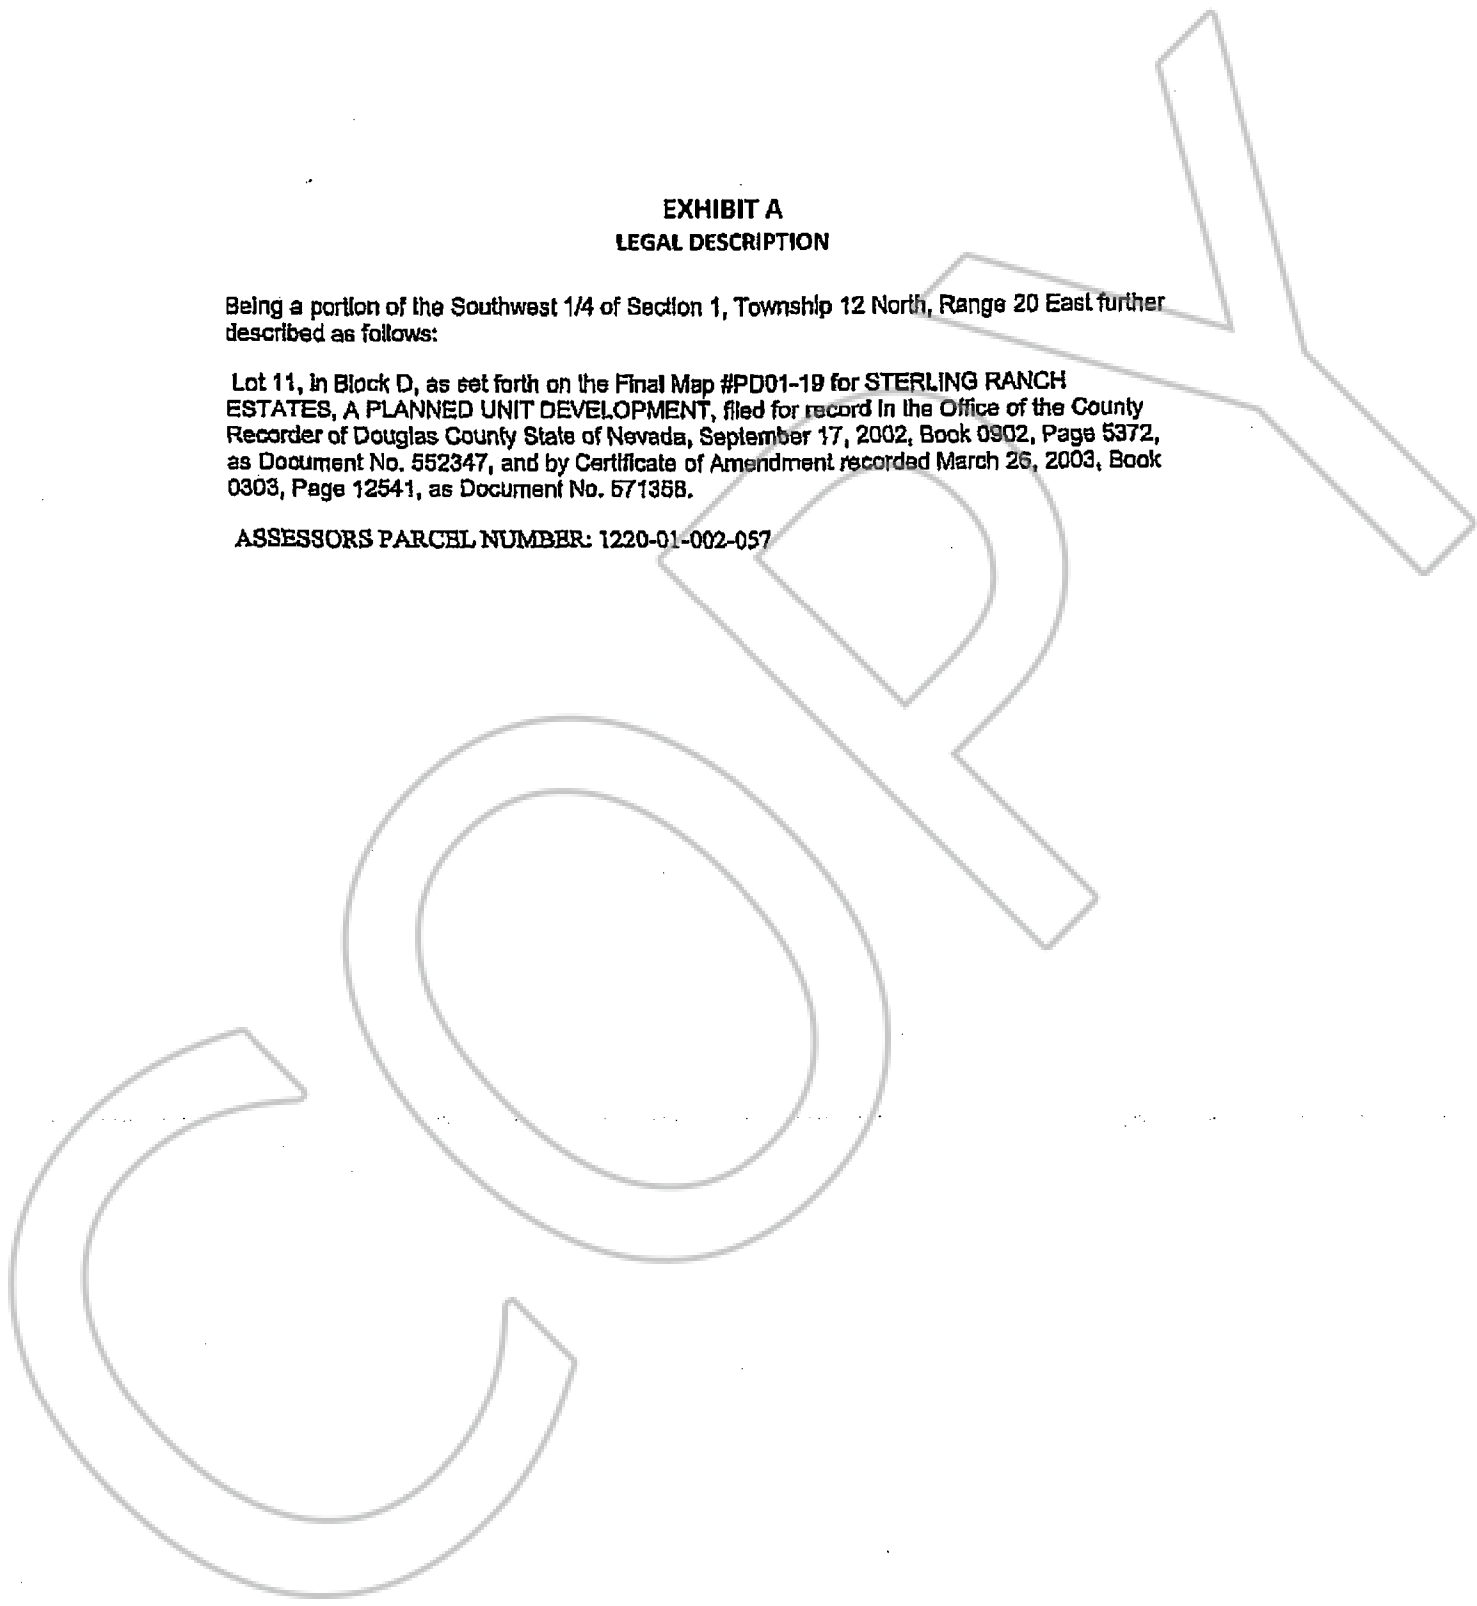 EXHIBIT A
LEGAL DESCRIPTION
Being a portion of the Southwest 1/4 of Section 1, Township 12 North, Range 20 East further
described as follows:
Lot 11, in Block D, as set forth on the Final Map #PD01-19 for STERLING RANCH
ESTATES, A PLANNED UNIT DEVELOPMENT, filed for record in the Office of the County
Recorder of Douglas County State of Nevada, September 17, 2002, Book 0902, Page 5372,
as Document No. 552347, and by Certificate of Amendment recorded March 26, 2003, Book
0303, Page 12541, as Document No. 571358.
ASSESSORS PARCEL NUMBER: 1220-01-002-057
COPY